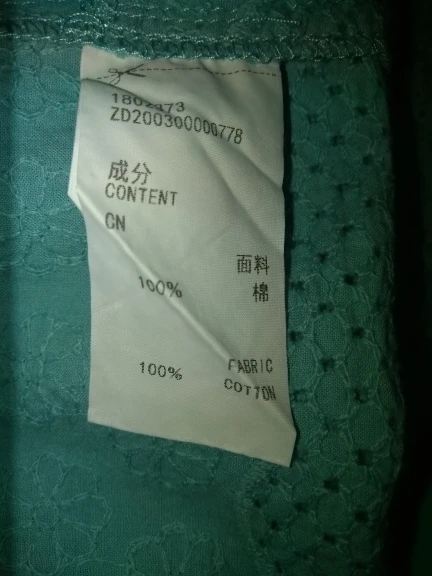 ZD200300000778
成分
CONTENT
CN
面料
100% 棉
FABRIC
100% COTTON